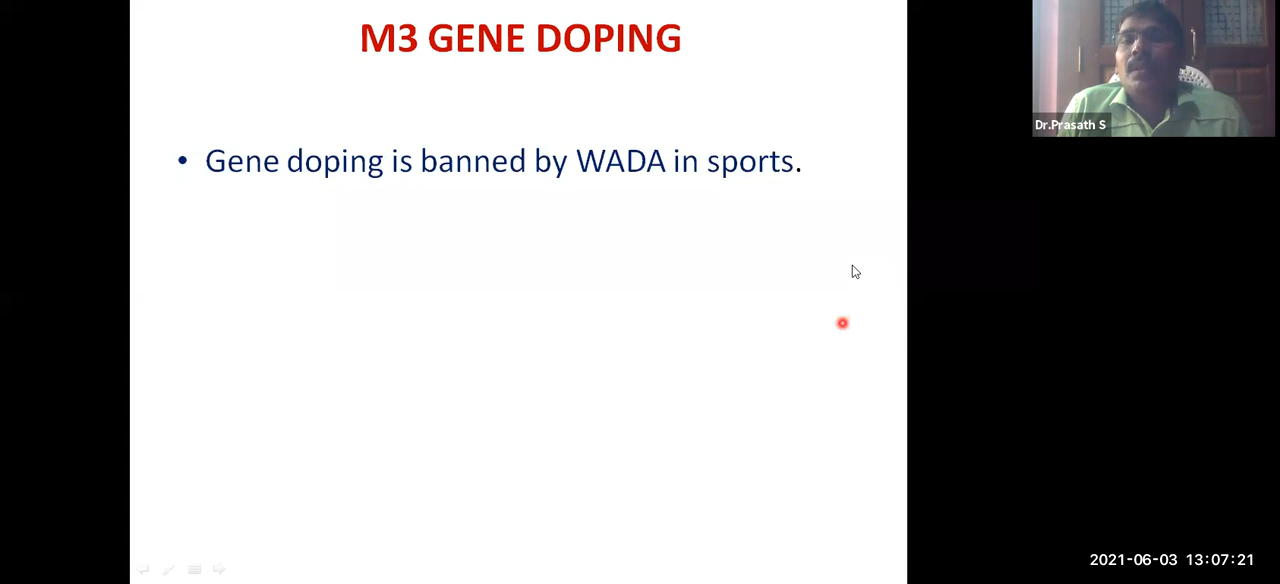 M3 GENE DOPING
• Gene doping is banned by WADA in sports.
Dr.Prasath S
2021-06-03 13:07:21